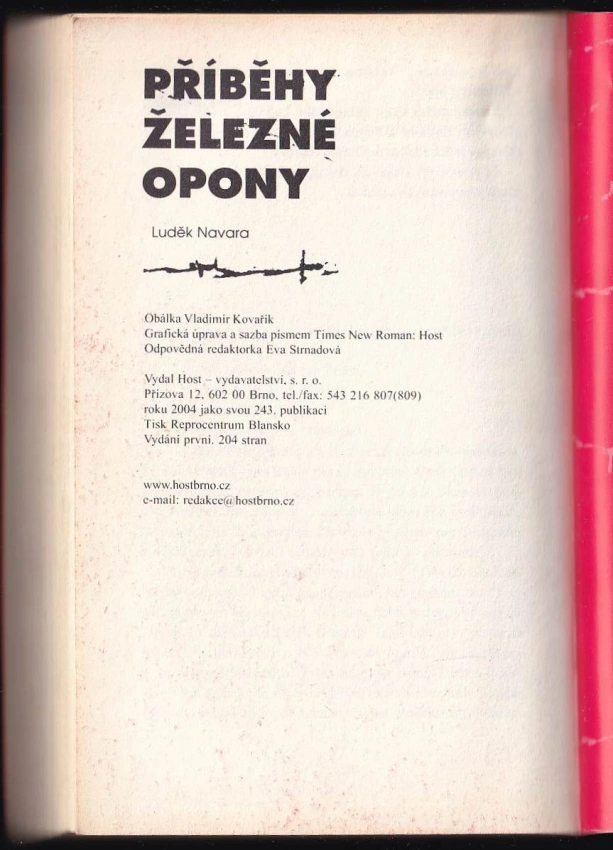 PŘÍBĚHY
ŽELEZNÉ
OPONY
Luděk Navara
Obálka Vladimír Kovařík
Grafická úprava a sazba písmem Times New Roman: Host
Odpovědná redaktorka Eva Strnadová
Vydal Host – vydavatelství, s. r. o.
Přízova 12, 602 00 Brno, tel./fax: 543 216 807(809)
roku 2004 jako svou 243. publikaci
Tisk Reprocentrum Blansko
Vydání první. 204 stran
www.hostbrno.cz
e-mail: redakce@hostbrno.cz